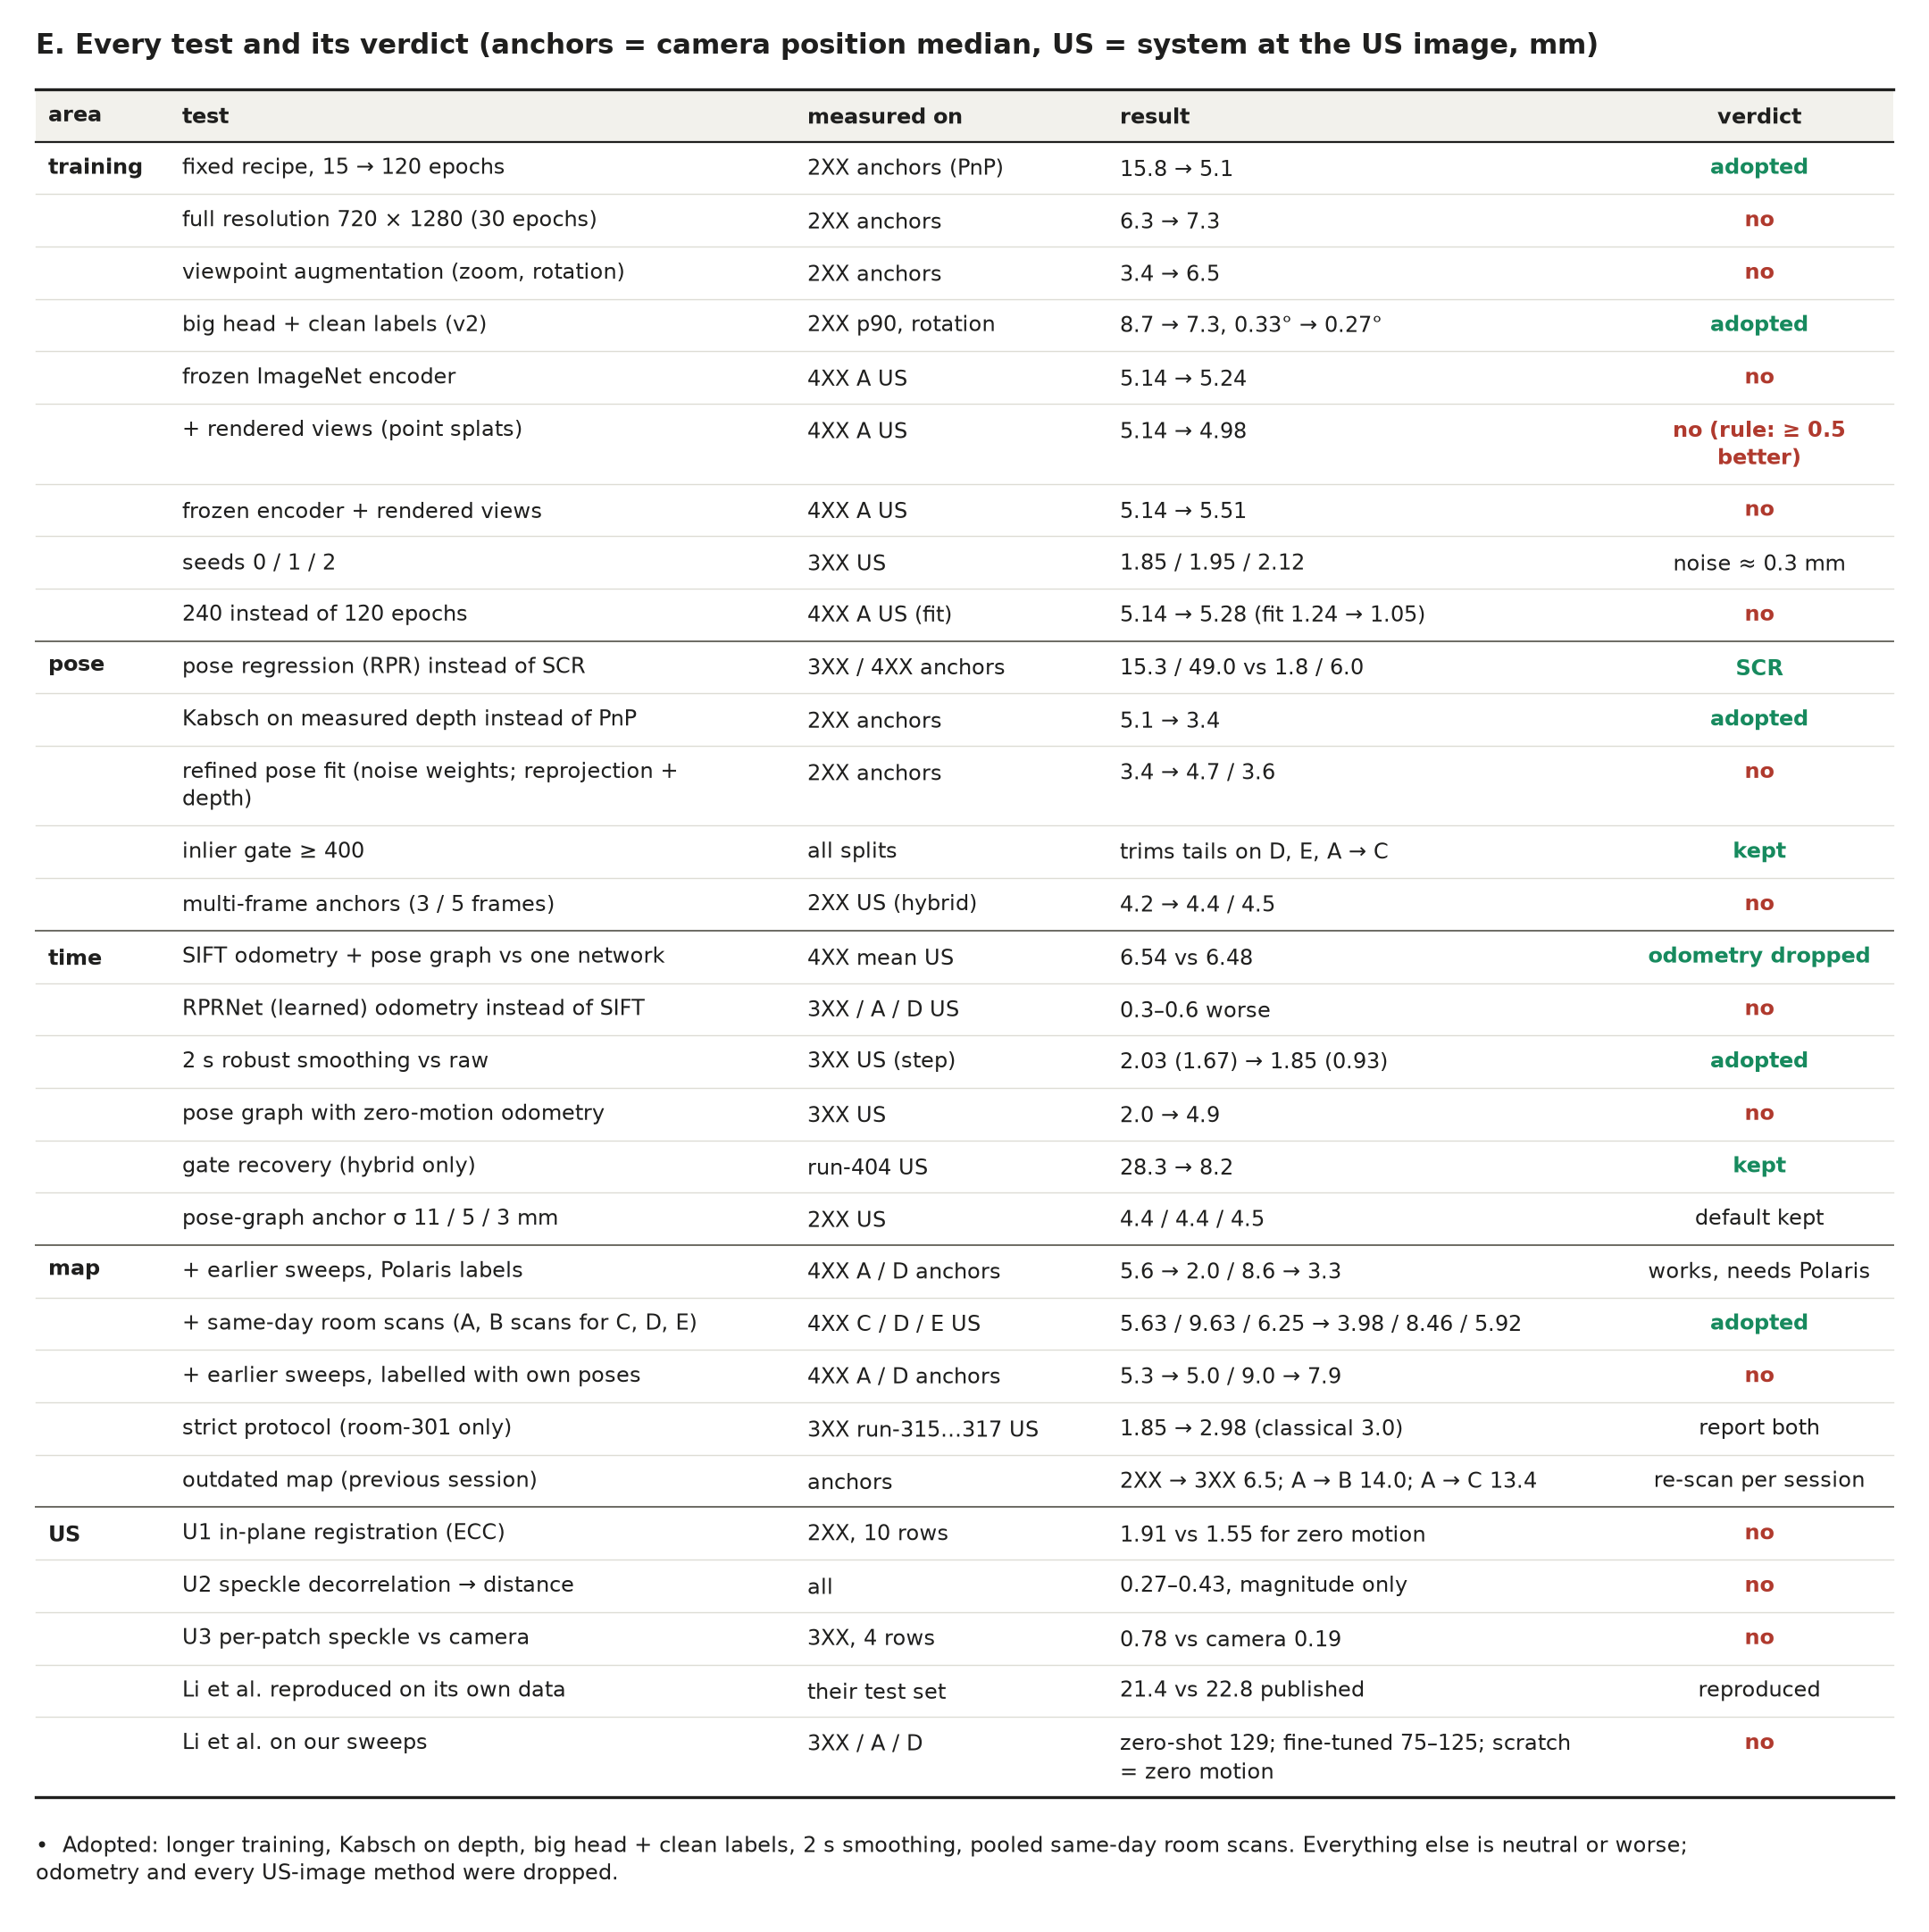 E. Every test and its verdict (anchors = camera position median, US = system at the US image, mm)
area test measured on result verdict
training fixed recipe, 15 → 120 epochs 2XX anchors (PnP) 15.8 → 5.1 adopted
full resolution 720 × 1280 (30 epochs) 2XX anchors 6.3 → 7.3 no
viewpoint augmentation (zoom, rotation) 2XX anchors 3.4 → 6.5 no
big head + clean labels (v2) 2XX p90, rotation 8.7 → 7.3, 0.33° → 0.27° adopted
frozen ImageNet encoder 4XX A US 5.14 → 5.24 no
+ rendered views (point splats) 4XX A US 5.14 → 4.98 no (rule: ≥ 0.5
better)
frozen encoder + rendered views 4XX A US 5.14 → 5.51 no
seeds 0 / 1 / 2 3XX US 1.85 / 1.95 / 2.12 noise ≈ 0.3 mm
240 instead of 120 epochs 4XX A US (fit) 5.14 → 5.28 (fit 1.24 → 1.05) no
pose pose regression (RPR) instead of SCR 3XX / 4XX anchors 15.3 / 49.0 vs 1.8 / 6.0 SCR
Kabsch on measured depth instead of PnP 2XX anchors 5.1 → 3.4 adopted
refined pose fit (noise weights; reprojection + 2XX anchors 3.4 → 4.7 / 3.6 no
depth)
inlier gate ≥ 400 all splits trims tails on D, E, A → C kept
multi-frame anchors (3 / 5 frames) 2XX US (hybrid) 4.2 → 4.4 / 4.5 no
time SIFT odometry + pose graph vs one network 4XX mean US 6.54 vs 6.48 odometry dropped
RPRNet (learned) odometry instead of SIFT 3XX / A / D US 0.3–0.6 worse no
2 s robust smoothing vs raw 3XX US (step) 2.03 (1.67) → 1.85 (0.93) adopted
pose graph with zero-motion odometry 3XX US 2.0 → 4.9 no
gate recovery (hybrid only) run-404 US 28.3 → 8.2 kept
pose-graph anchor σ 11 / 5 / 3 mm 2XX US 4.4 / 4.4 / 4.5 default kept
map + earlier sweeps, Polaris labels 4XX A / D anchors 5.6 → 2.0 / 8.6 → 3.3 works, needs Polaris
+ same-day room scans (A, B scans for C, D, E) 4XX C / D / E US 5.63 / 9.63 / 6.25 → 3.98 / 8.46 / 5.92 adopted
+ earlier sweeps, labelled with own poses 4XX A / D anchors 5.3 → 5.0 / 9.0 → 7.9 no
strict protocol (room-301 only) 3XX run-315…317 US 1.85 → 2.98 (classical 3.0) report both
outdated map (previous session) anchors 2XX → 3XX 6.5; A → B 14.0; A → C 13.4 re-scan per session
US U1 in-plane registration (ECC) 2XX, 10 rows 1.91 vs 1.55 for zero motion no
U2 speckle decorrelation → distance all 0.27–0.43, magnitude only no
U3 per-patch speckle vs camera 3XX, 4 rows 0.78 vs camera 0.19 no
Li et al. reproduced on its own data their test set 21.4 vs 22.8 published reproduced
Li et al. on our sweeps 3XX / A / D zero-shot 129; fine-tuned 75–125; scratch no
= zero motion
• Adopted: longer training, Kabsch on depth, big head + clean labels, 2 s smoothing, pooled same-day room scans. Everything else is neutral or worse;
odometry and every US-image method were dropped.